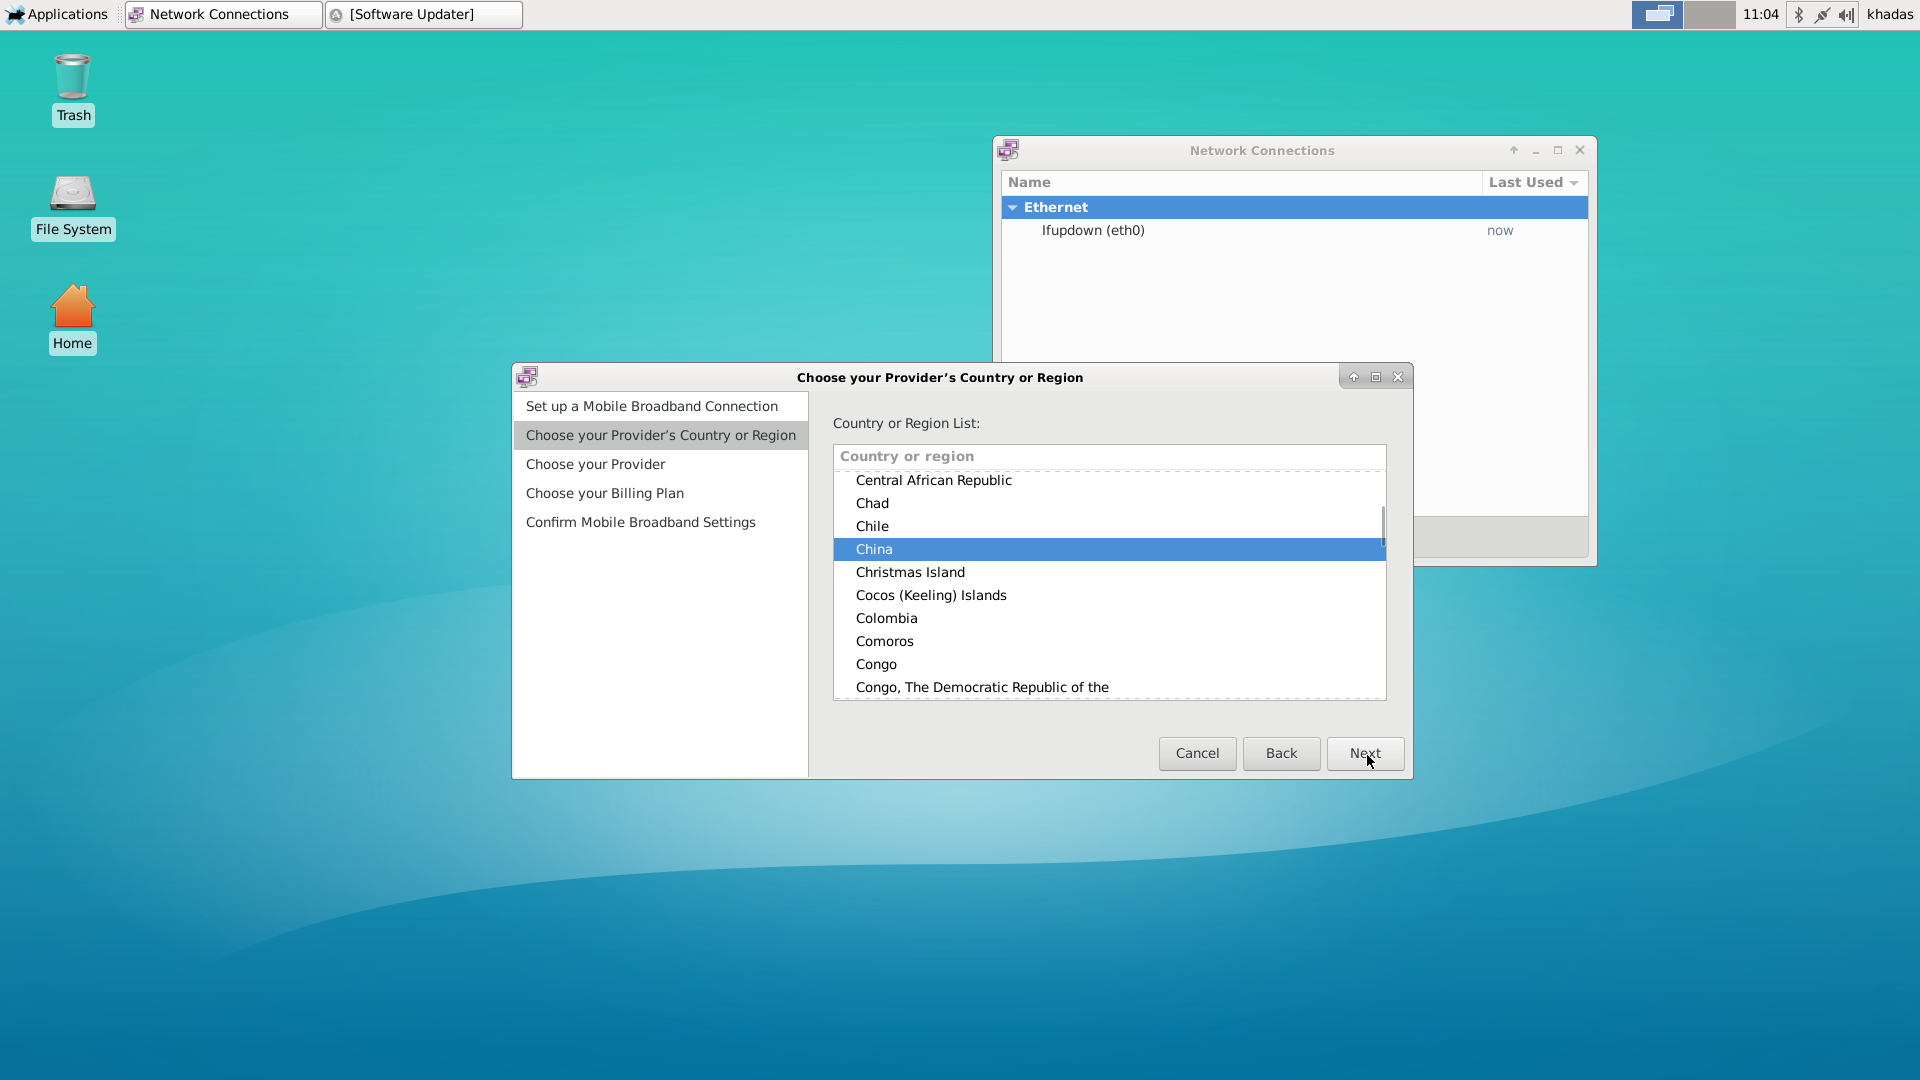 Applications
Network Connections
[Software Updater]
11:04
khadas
Trash
File System
Home
Network Connections
Name
Last Used
Ethernet
Ifupdown (eth0)
now
Choose your Provider’s Country or Region
Set up a Mobile Broadband Connection
Choose your Provider’s Country or Region
Choose your Provider
Choose your Billing Plan
Confirm Mobile Broadband Settings
Country or Region List:
Country or region
Central African Republic
Chad
Chile
China
Christmas Island
Cocos (Keeling) Islands
Colombia
Comoros
Congo
Congo, The Democratic Republic of the
Cancel
Back
Next